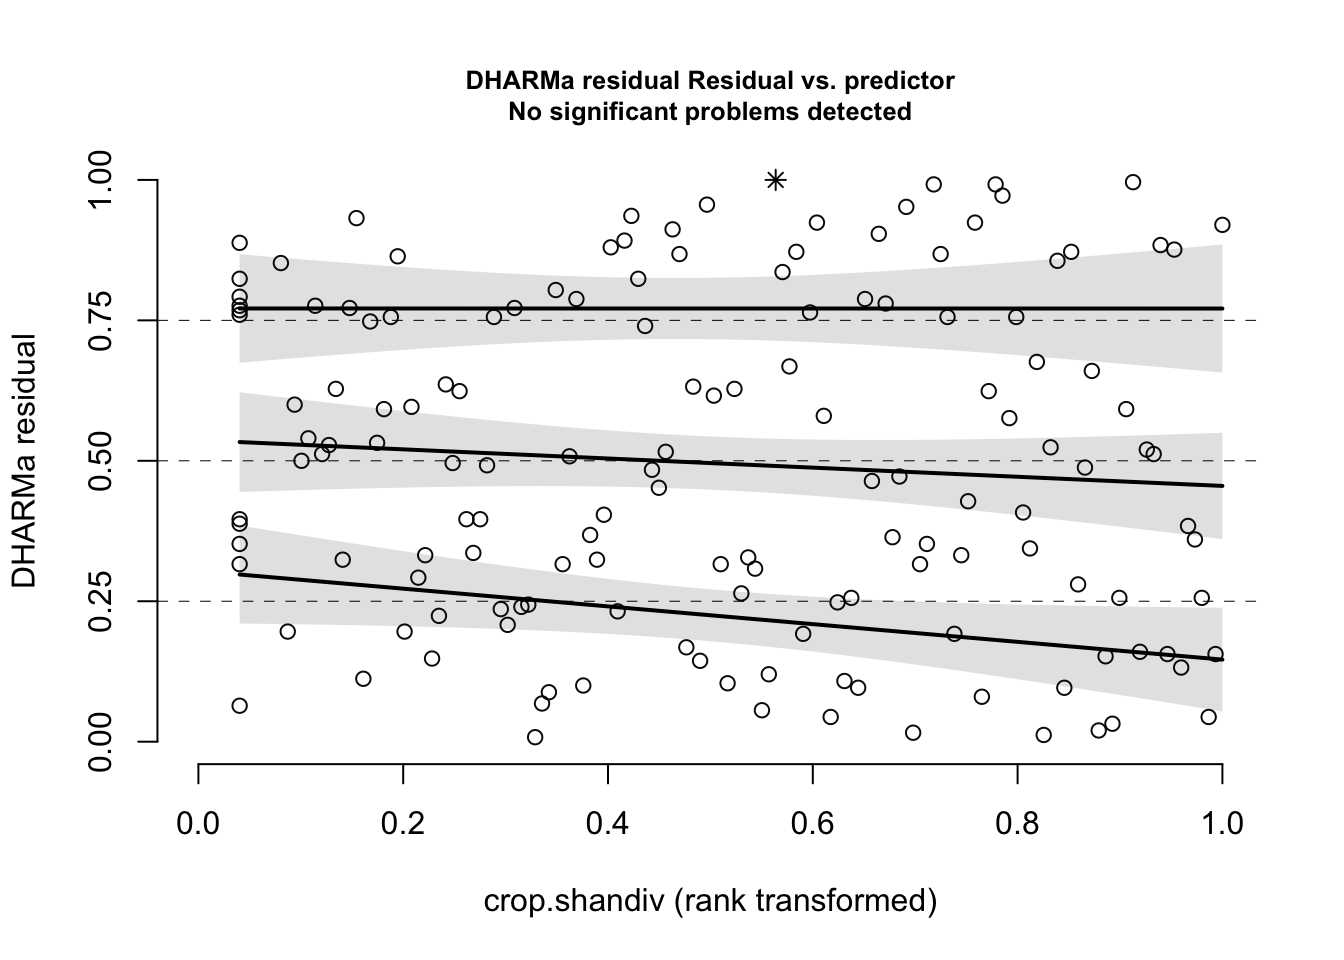 DHARMa residual Residual vs. predictor
No significant problems detected
DHARMa residual
1.00
0.75
0.50
0.25
0.00
0.0 0.2 0.4 0.6 0.8 1.0
crop.shandiv (rank transformed)